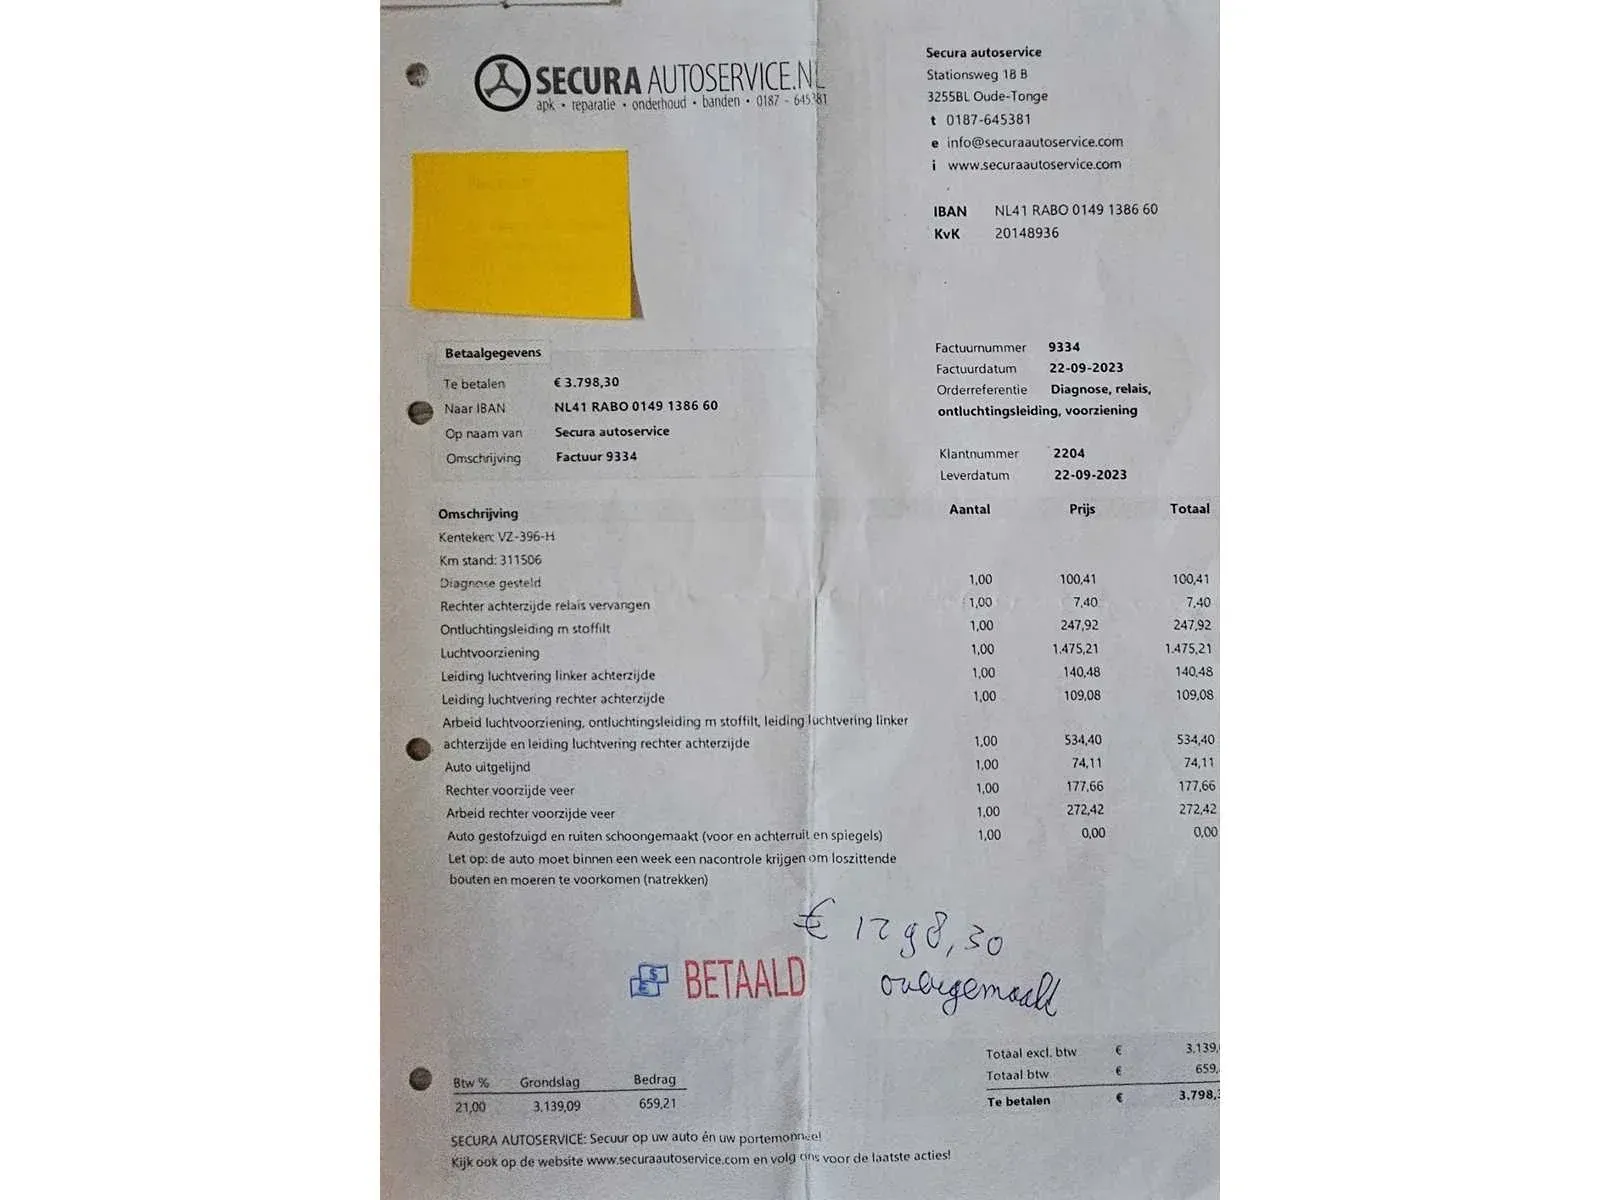 SECURA AUTOSERVICE.NL
apk • reparatie • onderhoud • banden • 0187 - 645381
Secura autoservice
Stationsweg 18 B
3255BL Oude-Tonge
t 0187-645381
e info@securaautoservice.com
i www.securaautoservice.com
IBAN NL41 RABO 0149 1386 60
KvK 20148936
Betaalgegevens
Te betalen € 3.798,30
Naar IBAN NL41 RABO 0149 1386 60
Op naam van Secura autoservice
Omschrijving Factuur 9334
Factuurnummer 9334
Factuurdatum 22-09-2023
Orderreferentie Diagnose, relais,
ontluchtingsleiding, voorziening
Klantnummer 2204
Leverdatum 22-09-2023
Omschrijving Aantal Prijs Totaal
Kenteken: VZ-396-H
Km stand: 311506
Diagnose gesteld 1,00 100,41 100,41
Rechter achterzijde relais vervangen 1,00 7,40 7,40
Ontluchtingsleiding m stoffilt 1,00 247,92 247,92
Luchtvoorziening 1,00 1.475,21 1.475,21
Leiding luchtvering linker achterzijde 1,00 140,48 140,48
Leiding luchtvering rechter achterzijde 1,00 109,08 109,08
Arbeid luchtvoorziening, ontluchtingsleiding m stoffilt, leiding luchtvering linker
achterzijde en leiding luchtvering rechter achterzijde 1,00 534,40 534,40
Auto uitgelijnd 1,00 74,11 74,11
Rechter voorzijde veer 1,00 177,66 177,66
Arbeid rechter voorzijde veer 1,00 272,42 272,42
Auto gestofzuigd en ruiten schoongemaakt (voor en achterruit en spiegels) 1,00 0,00 0,00
Let op: de auto moet binnen een week een nacontrole krijgen om loszittende
bouten en moeren te voorkomen (natrekken)
€ 1798,30
overgemaakt
BETAALD
Totaal excl. btw € 3.139,
Totaal btw € 659,
Te betalen € 3.798,3
Btw % Grondslag Bedrag
21,00 3.139,09 659,21
SECURA AUTOSERVICE: Secuur op uw auto én uw portemonnee!
Kijk ook op de website www.securaautoservice.com en volg ons voor de laatste acties!